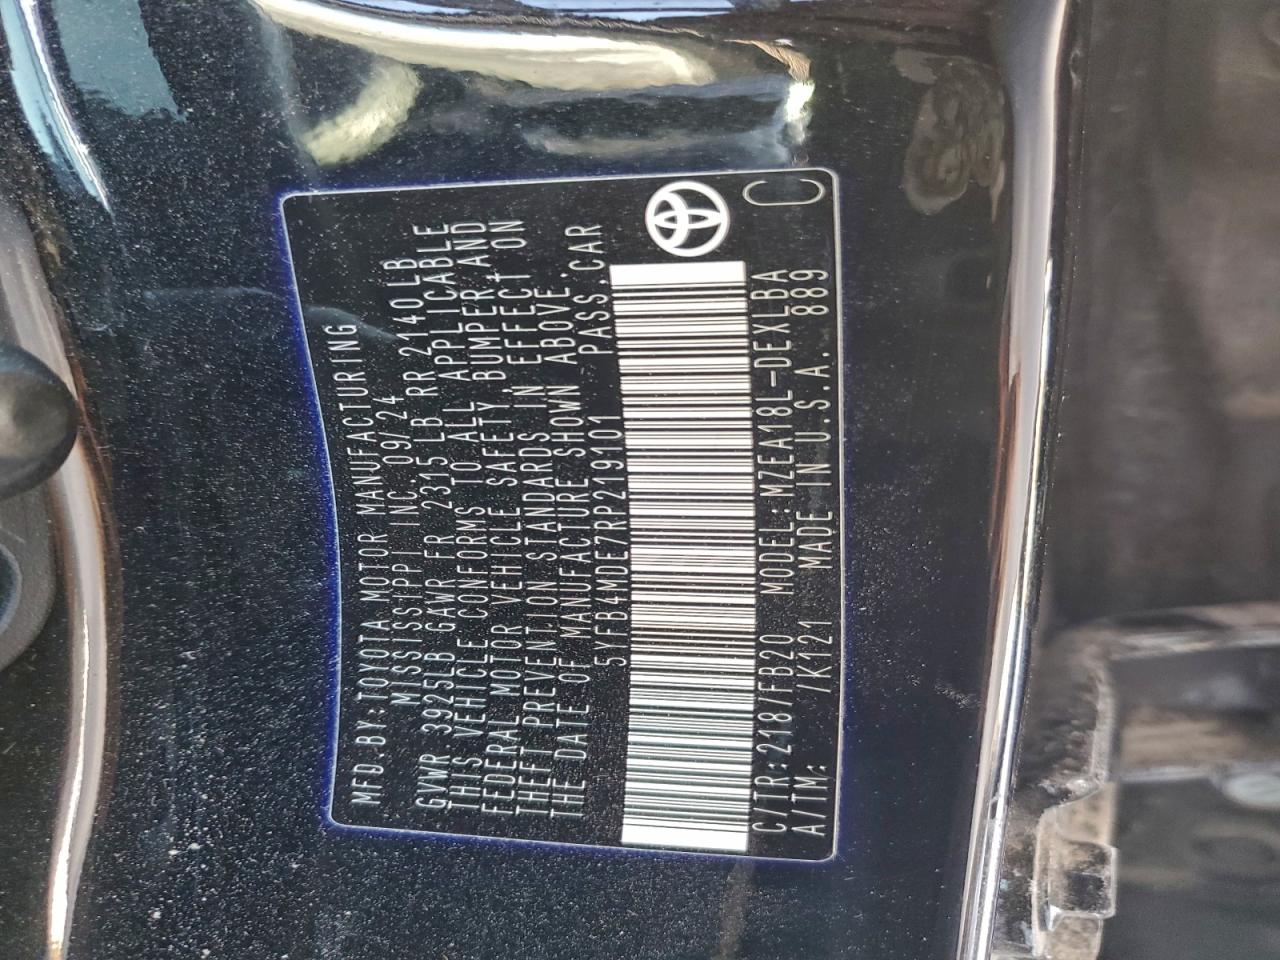 MFD.BY:TOYOTA MOTOR MANUFACTURING
MISSISSIPPI INC. 09/24
GVWR 3925LB GAWR FR 2315LB RR 2140LB
THIS VEHICLE CONFORMS TO ALL APPLICABLE
FEDERAL MOTOR VEHICLE SAFETY,BUMPER,AND
THEFT PREVENTION STANDARDS IN EFFECT ON
THE DATE OF MANUFACTURE SHOWN ABOVE.
5YFB4MDE7RP219101 PASS.CAR
C/TR:218/FB20 MODEL:MZEA18L-DEXLBA
A/TM: /K121 MADE IN U.S.A. 889
C